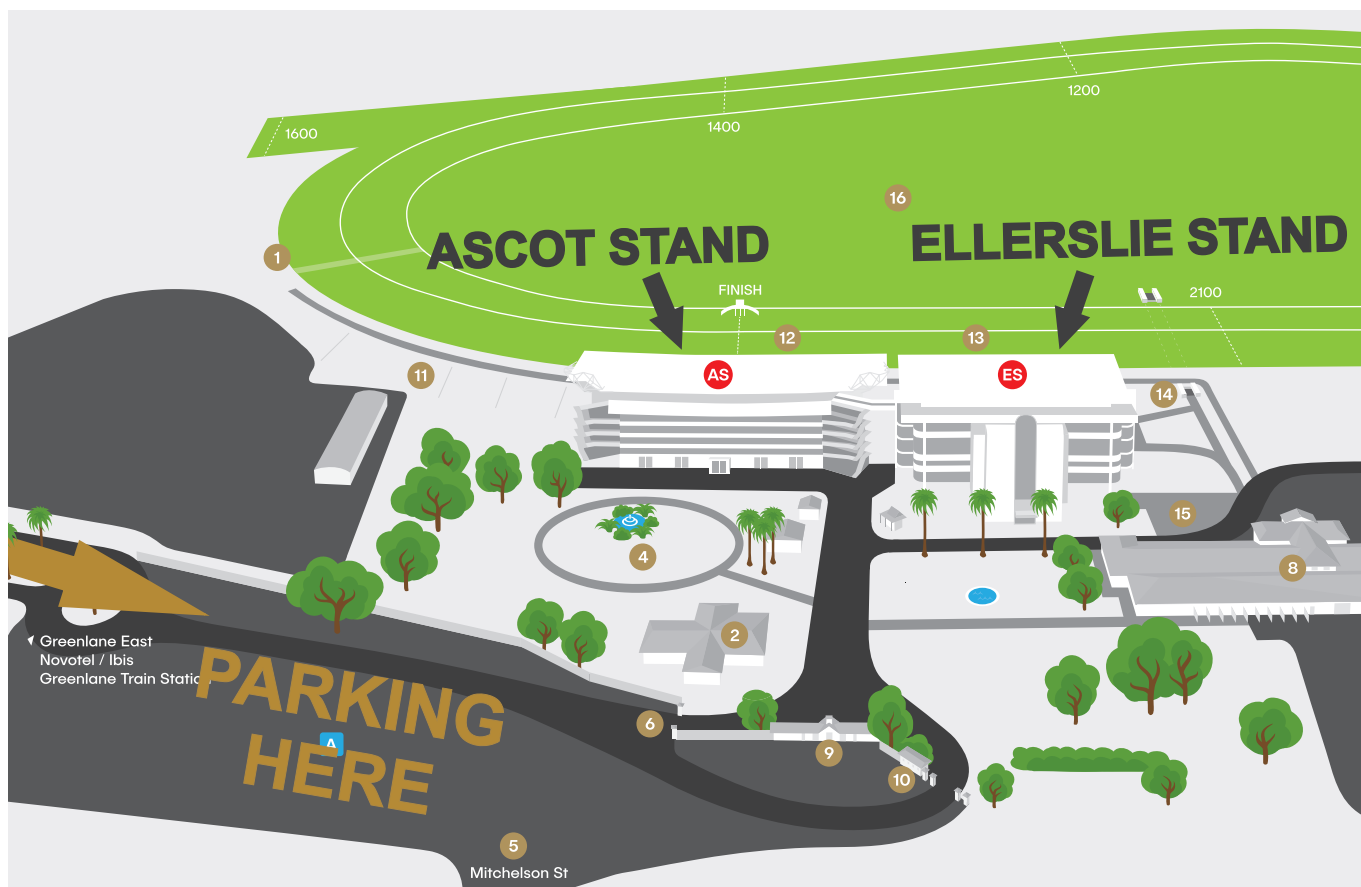 1600
1400
1200
16
ASCOT STAND
ELLERSLIE STAND
1
FINISH
2100
12
13
11
AS
ES
14
15
4
8
2
Greenlane East
Novotel / Ibis
Greenlane Train Station
PARKING
HERE
A
6
9
10
5
Mitchelson St